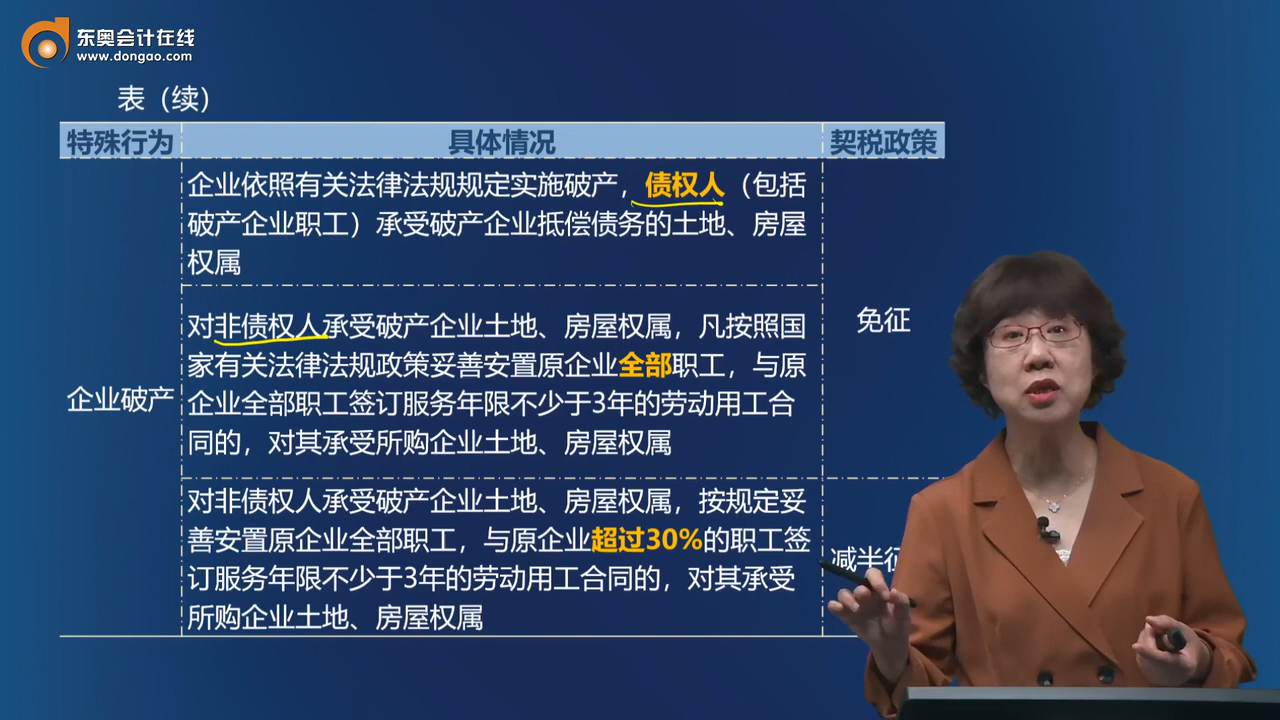 东奥会计在线
www.dongao.com
表（续）
特殊行为 具体情况 契税政策
企业依照有关法律法规规定实施破产，债权人（包括
破产企业职工）承受破产企业抵偿债务的土地、房屋
权属
对非债权人承受破产企业土地、房屋权属，凡按照国
家有关法律法规政策妥善安置原企业全部职工，与原
企业全部职工签订服务年限不少于3年的劳动用工合
同的，对其承受所购企业土地、房屋权属
免征
企业破产
对非债权人承受破产企业土地、房屋权属，按规定妥
善安置原企业全部职工，与原企业超过30%的职工签
订服务年限不少于3年的劳动用工合同的，对其承受
所购企业土地、房屋权属
减半征